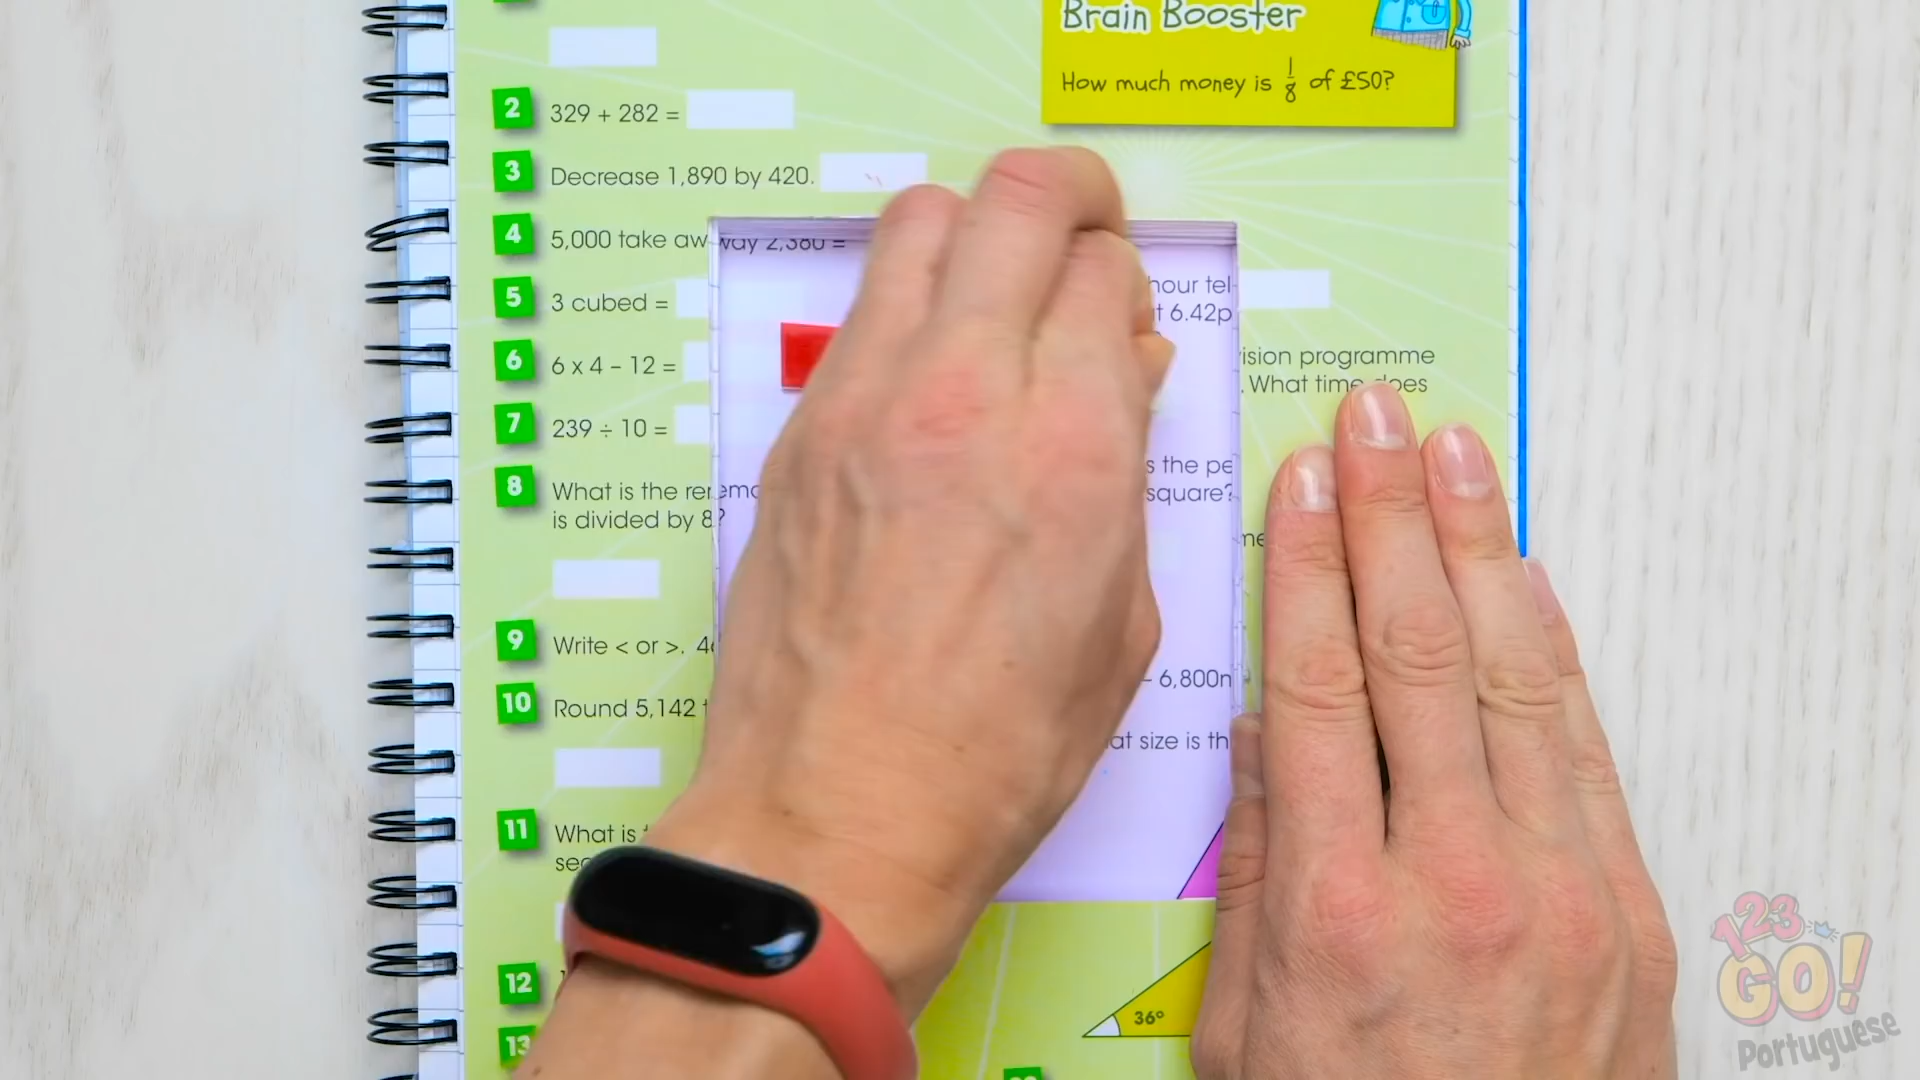 Brain Booster
How much money is 1/8 of £50?
2 329 + 282 =
3 Decrease 1,890 by 420.
4 5,000 take aw way 2,380 =
5 3 cubed =
6 6 x 4 – 12 =
7 239 ÷ 10 =
8 What is the
is divided by 8?
9 Write < or >.
10 Round 5,142
11 What is
12
13
hour tel
6.42p
ision programme
. What time does
s the pe
square?
– 6,800m
at size is th
36°
123
GO!
Portuguese